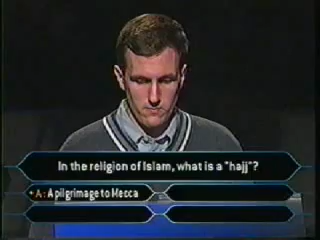 In the religion of Islam, what is a "hajj"?
A: A pilgrimage to Mecca